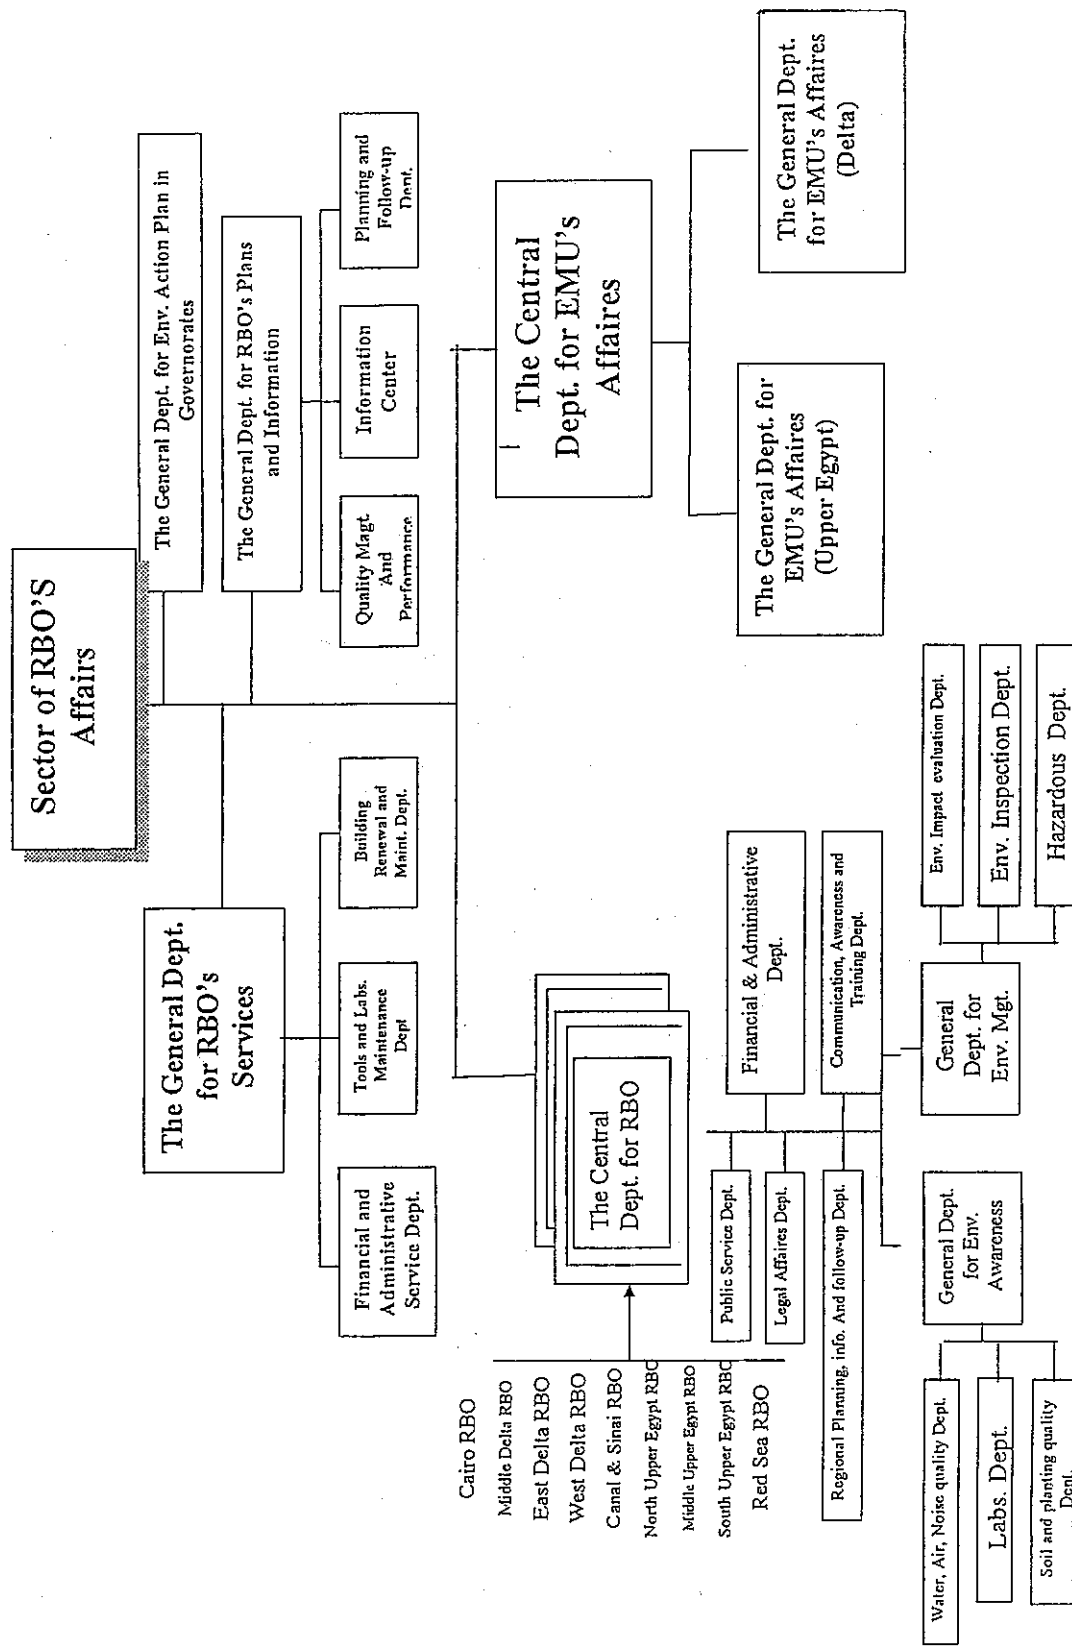 Sector of RBO'S
Affairs
The General Dept. for Env. Action Plan in
Governorates
The General Dept. for RBO's Plans
and Information
Quality Magt.
And
Performance
Information
Center
Planning and
Follow-up
Dept.
The General Dept.
for RBO's
Services
Financial and
Administrative
Service Dept.
Tools and Labs.
Maintenance
Dept
Building
Renewal and
Maint. Dept.
The Central
Dept. for EMU's
Affaires
The General Dept. for
EMU's Affaires
(Upper Egypt)
The General Dept.
for EMU's Affaires
(Delta)
Cairo RBO
Middle Delta RBO
East Delta RBO
West Delta RBO
Canal & Sinai RBO
North Upper Egypt RBO
Middle Upper Egypt RBO
South Upper Egypt RBO
Red Sea RBO
The Central
Dept. for RBO
Public Service Dept.
Legal Affaires Dept.
Regional Planning, info. And follow-up Dept.
Financial & Administrative
Dept.
Communication, Awareness and
Training Dept.
General Dept.
for Env.
Awareness
Water, Air, Noise quality Dept.
Labs. Dept.
Soil and planting quality
Dept.
General
Dept. for
Env. Mgt.
Env. Impact evaluation Dept.
Env. Inspection Dept.
Hazardous Dept.